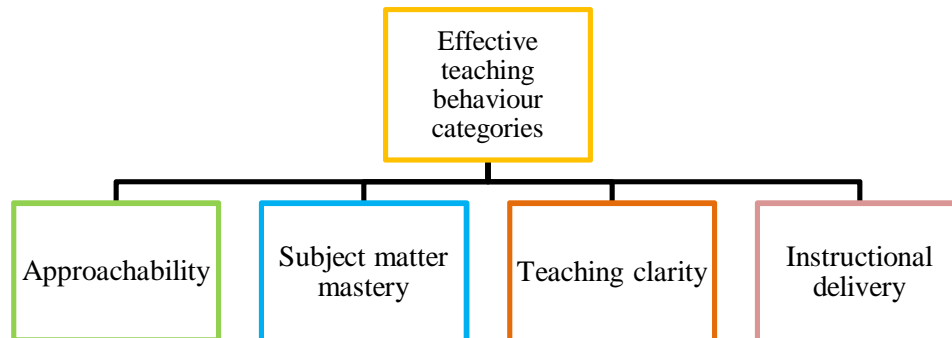 Effective
teaching
behaviour
categories
Approachability
Subject matter
mastery
Teaching clarity
Instructional
delivery